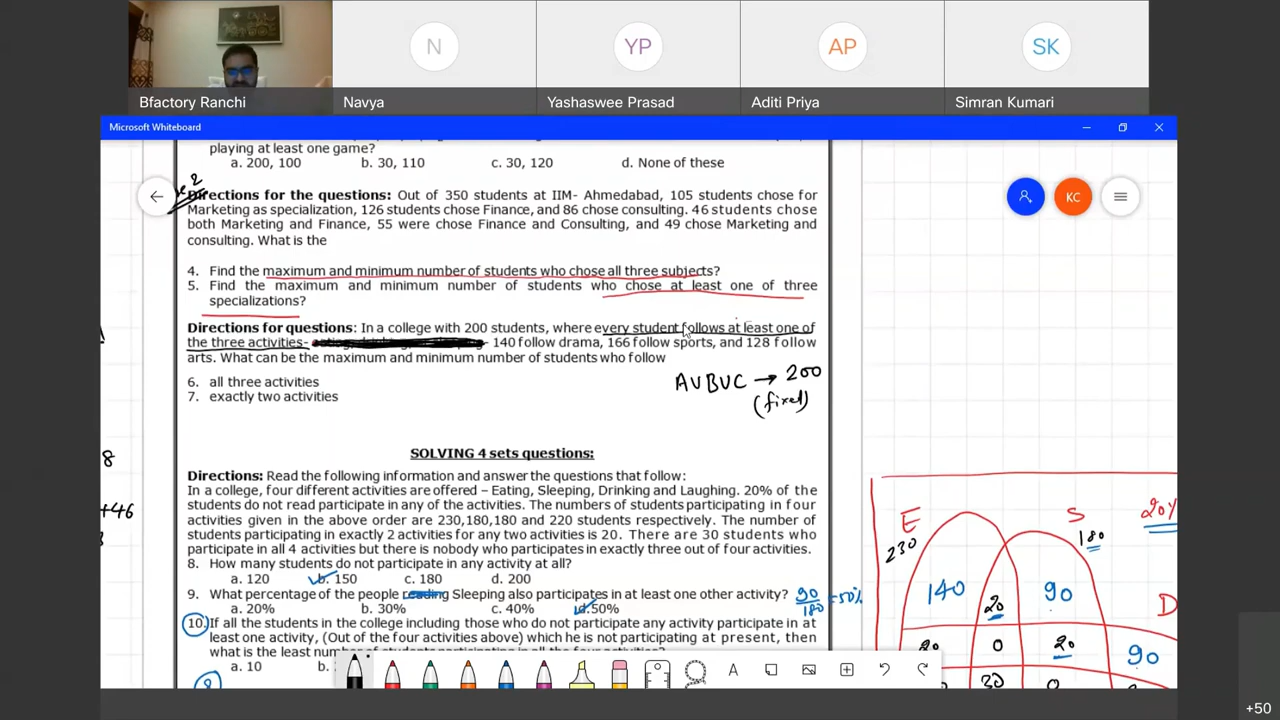 N
YP
AP
SK
Bfactory Ranchi
Navya
Yashaswee Prasad
Aditi Priya
Simran Kumari
Microsoft Whiteboard
playing at least one game?
a. 200, 100 b. 30, 110 c. 30, 120 d. None of these
Directions for the questions: Out of 350 students at IIM- Ahmedabad, 105 students chose for
Marketing as specialization, 126 students chose Finance, and 86 chose consulting. 46 students chose
both Marketing and Finance, 55 were chose Finance and Consulting, and 49 chose Marketing and
consulting. What is the
KC
4. Find the maximum and minimum number of students who chose all three subjects?
5. Find the maximum and minimum number of students who chose at least one of three
specializations?
Directions for questions: In a college with 200 students, where every student follows at least one of
the three activities- 140 follow drama, 166 follow sports, and 128 follow
arts. What can be the maximum and minimum number of students who follow
6. all three activities
7. exactly two activities
AUBUC → 200
(fixed)
SOLVING 4 sets questions:
8
+46
Directions: Read the following information and answer the questions that follow:
In a college, four different activities are offered – Eating, Sleeping, Drinking and Laughing. 20% of the
students do not read participate in any of the activities. The numbers of students participating in four
activities given in the above order are 230,180,180 and 220 students respectively. The number of
students participating in exactly 2 activities for any two activities is 20. There are 30 students who
participate in all 4 activities but there is nobody who participates in exactly three out of four activities.
8. How many students do not participate in any activity at all?
a. 120 b. 150 c. 180 d. 200
9. What percentage of the people Sleeping also participates in at least one other activity?
a. 20% b. 30% c. 40% d. 50%
90/180 = 50%
10. If all the students in the college including those who do not participate any activity participate in at
least one activity, (Out of the four activities above) which he is not participating at present, then
a. 10 b.
E
230
S
180
20%
140
20
90
D
20
0
20
90
30
0
+50